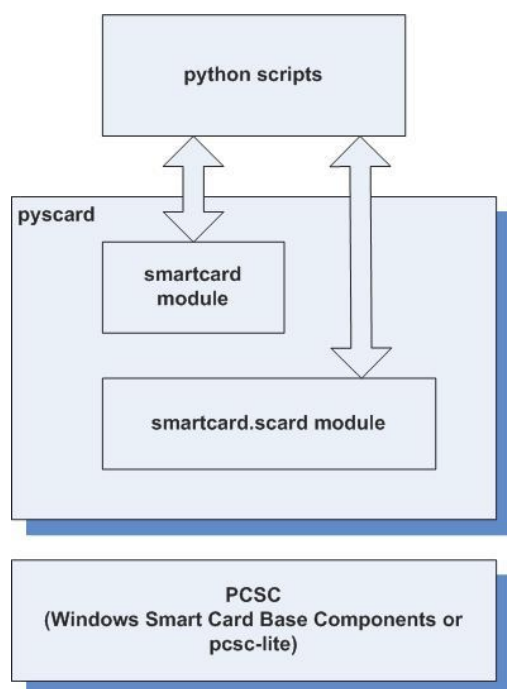 python scripts
pyscard
smartcard
module
smartcard.scard module
PCSC
(Windows Smart Card Base Components or
pcsc-lite)